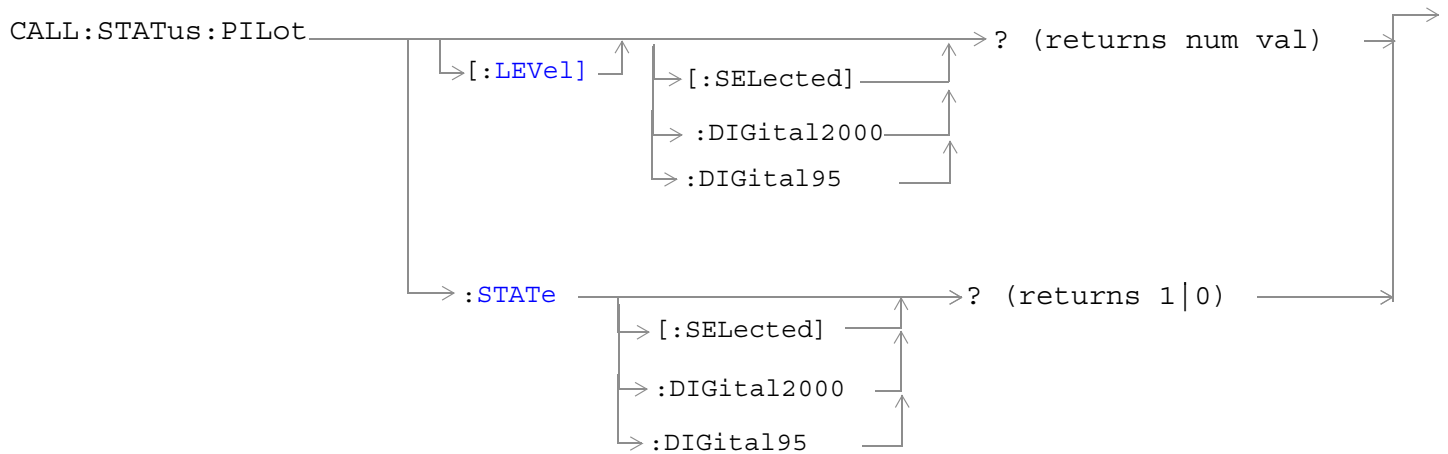 CALL:STATus:PILot
? (returns num val)
[:LEVel]
[:SELected]
:DIGital2000
:DIGital95
:STATe
? (returns 1|0)
[:SELected]
:DIGital2000
:DIGital95